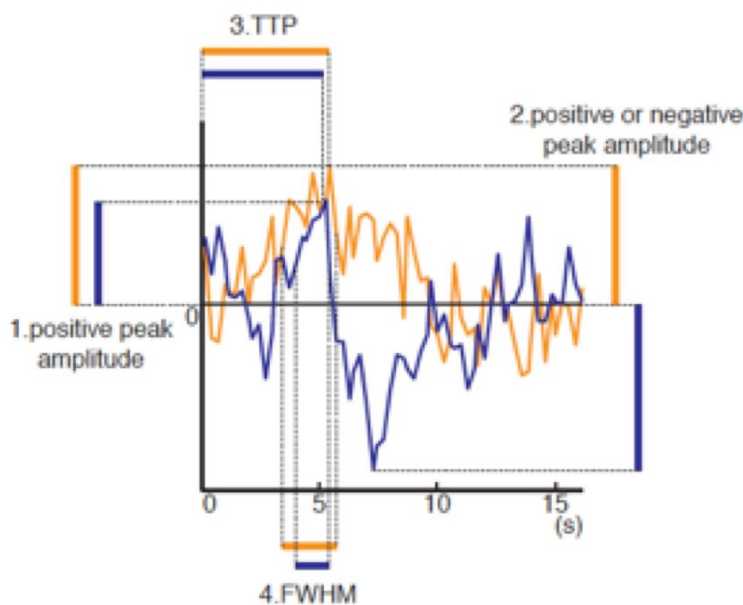 3.TTP
2.positive or negative
peak amplitude
0
1.positive peak
amplitude
0
5
10
15
(s)
4.FWHM